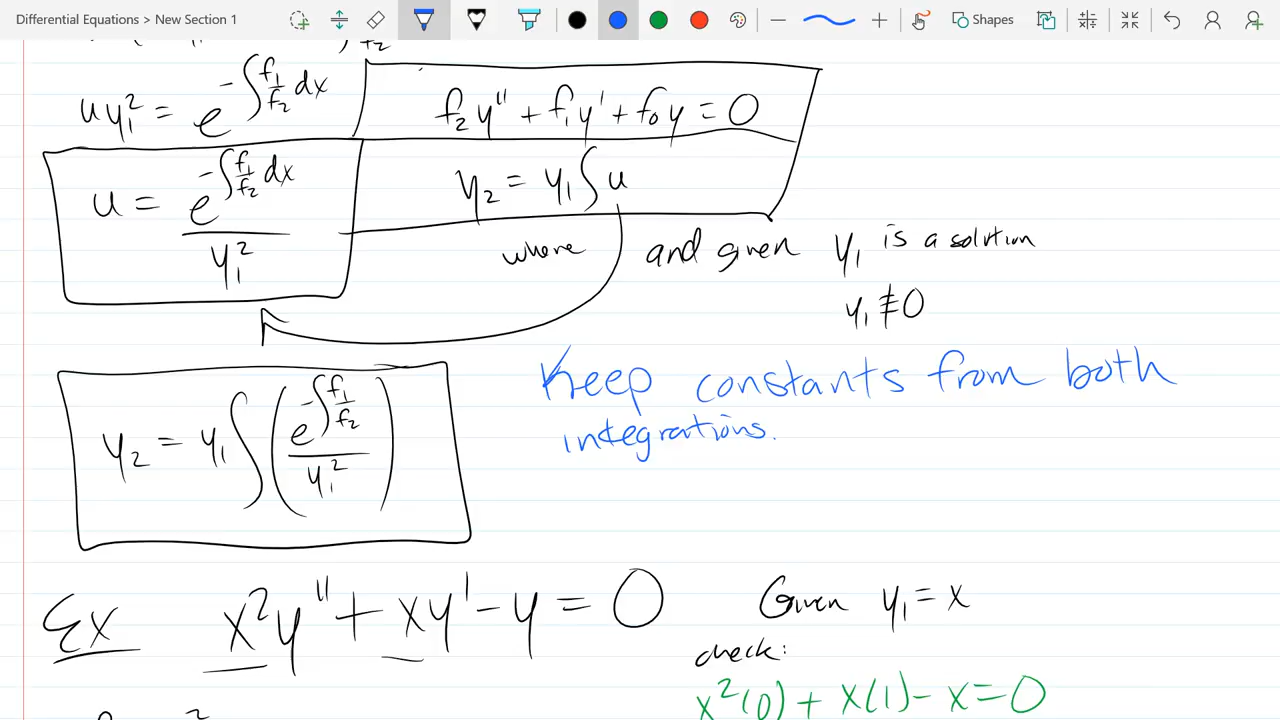 Differential Equations > New Section 1
Shapes
uy₁² = e^(-∫ f₁/f₂ dx)
f₂y'' + f₁y' + f₀y = 0
u = e^(-∫ f₁/f₂ dx) / y₁²
y₂ = y₁∫u
where and given y₁ is a solution
y₁ ≢ 0
Keep constants from both
integrations.
y₂ = y₁∫(e^(-∫ f₁/f₂) / y₁²)
Ex x²y'' + xy' - y = 0
Given y₁ = x
check:
x²(0) + x(1) - x = 0